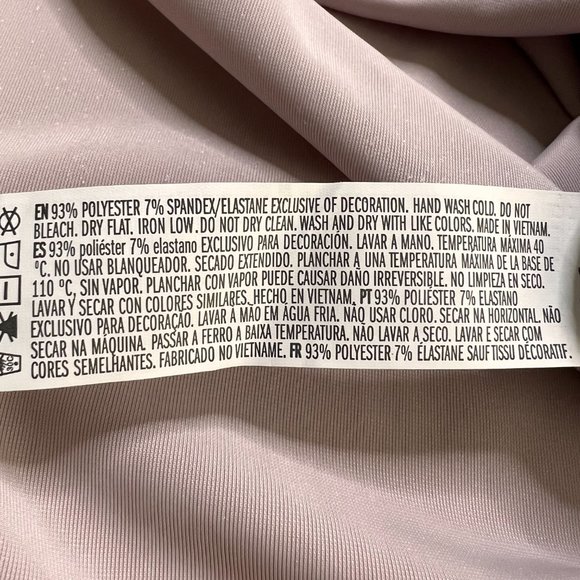 EN 93% POLYESTER 7% SPANDEX/ELASTANE EXCLUSIVE OF DECORATION. HAND WASH COLD. DO NOT
BLEACH. DRY FLAT. IRON LOW. DO NOT DRY CLEAN. WASH AND DRY WITH LIKE COLORS. MADE IN VIETNAM.
ES 93% poliéster 7% elastano EXCLUSIVO PARA DECORACIÓN. LAVAR A MANO. TEMPERATURA MÁXIMA 40
ºC. NO USAR BLANQUEADOR. SECADO EXTENDIDO. PLANCHAR A UNA TEMPERATURA MÁXIMA DE LA BASE DE
110 ºC, SIN VAPOR. PLANCHAR CON VAPOR PUEDE CAUSAR DAÑO IRREVERSIBLE. NO LIMPIEZA EN SECO.
LAVAR Y SECAR CON COLORES SIMILARES. HECHO EN VIETNAM. PT 93% POLIÉSTER 7% ELASTANO
EXCLUSIVO PARA DECORAÇÃO. LAVAR A MÃO EM ÁGUA FRIA. NÃO USAR CLORO. SECAR NA HORIZONTAL. NÃO
SECAR NA MÁQUINA. PASSAR A FERRO A BAIXA TEMPERATURA. NÃO LAVAR A SECO. LAVAR E SECAR COM
CORES SEMELHANTES. FABRICADO NO VIETNAME. FR 93% POLYESTER 7% ÉLASTANE SAUF TISSU DÉCORATIF.